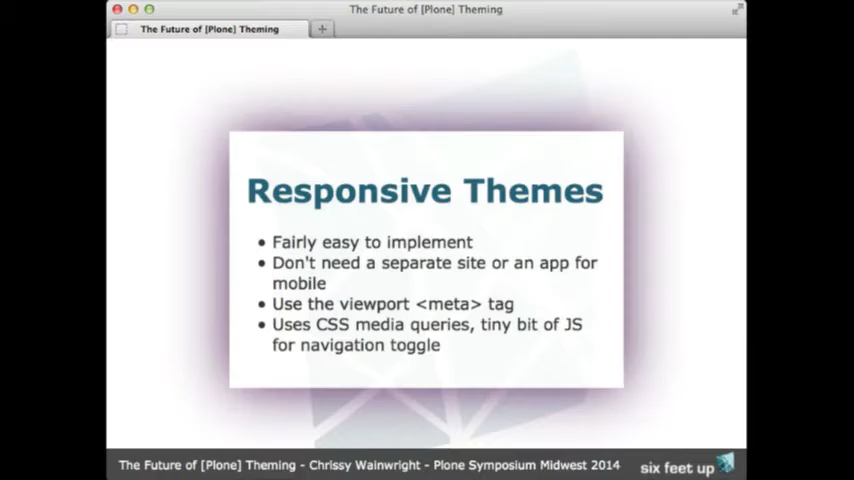 The Future of [Plone] Theming
The Future of [Plone] Theming
Responsive Themes
• Fairly easy to implement
• Don't need a separate site or an app for
mobile
• Use the viewport <meta> tag
• Uses CSS media queries, tiny bit of JS
for navigation toggle
The Future of [Plone] Theming - Chrissy Wainwright - Plone Symposium Midwest 2014
six feet up